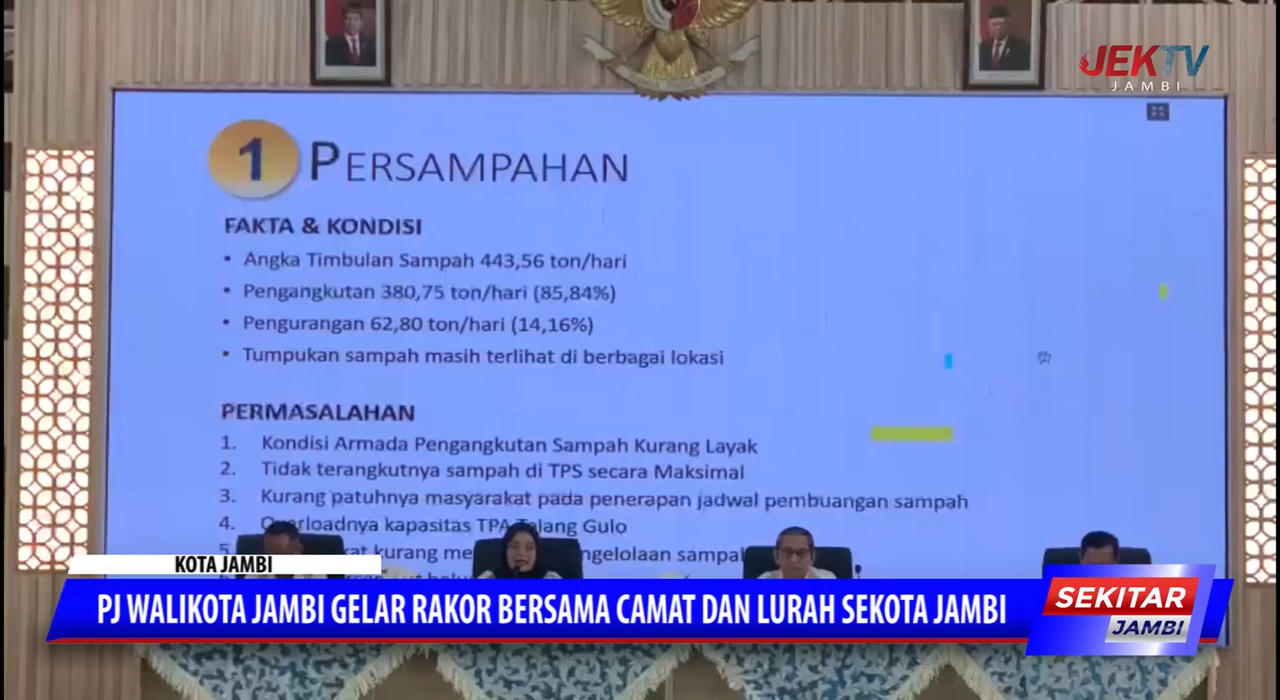 JEKTV
JAMBI
1 PERSAMPAHAN
FAKTA & KONDISI
• Angka Timbulan Sampah 443,56 ton/hari
• Pengangkutan 380,75 ton/hari (85,84%)
• Pengurangan 62,80 ton/hari (14,16%)
• Tumpukan sampah masih terlihat di berbagai lokasi
PERMASALAHAN
1. Kondisi Armada Pengangkutan Sampah Kurang Layak
2. Tidak terangkutnya sampah di TPS secara Maksimal
3. Kurang patuhnya masyarakat pada penerapan jadwal pembuangan sampah
4. Overloadnya kapasitas TPA Talang Gulo
5. kurang
KOTA JAMBI
PJ WALIKOTA JAMBI GELAR RAKOR BERSAMA CAMAT DAN LURAH SEKOTA JAMBI
SEKITAR
JAMBI